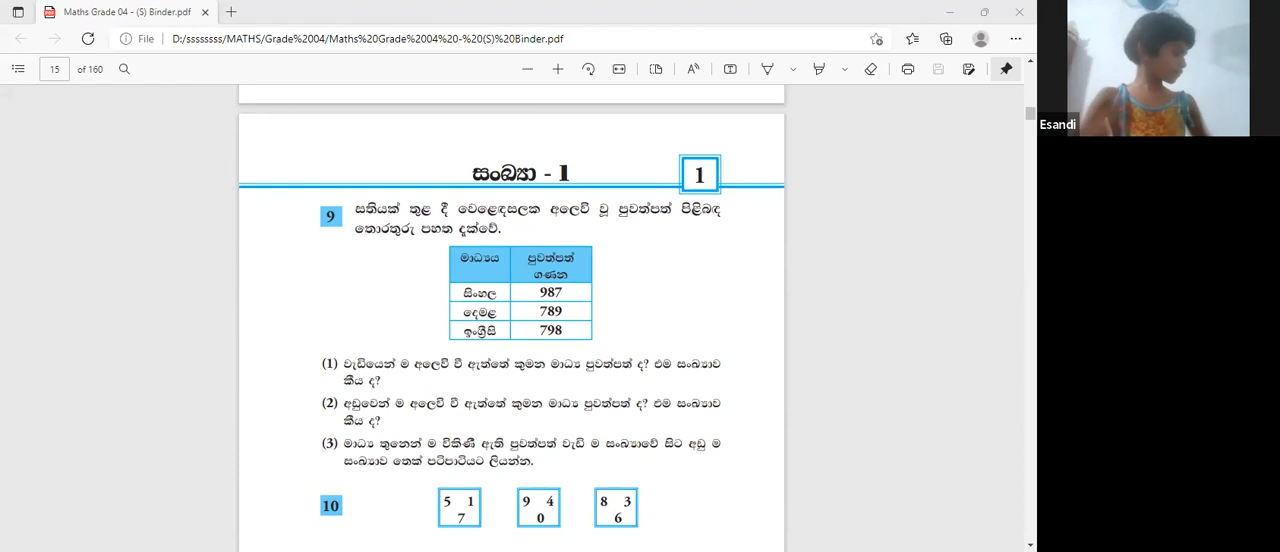 Maths Grade 04 - (S) Binder.pdf
File D:/sssssssss/MATHS/Grade%2004/Maths%20Grade%2004%20-%20(S)%20Binder.pdf
15 of 160
Esandi
සංඛ්‍යා - 1
1
9 සතියක් තුළ දී වෙළෙඳසලක අලෙවි වූ පුවත්පත් පිළිබඳ
තොරතුරු පහත දැක්වේ.
මාධ්‍යය පුවත්පත්
ගණන
සිංහල 987
දෙමළ 789
ඉංග්‍රීසි 798
(1) වැඩියෙන් ම අලෙවි වී ඇත්තේ කුමන මාධ්‍ය පුවත්පත් ද? එම සංඛ්‍යාව
කීය ද?
(2) අඩුවෙන් ම අලෙවි වී ඇත්තේ කුමන මාධ්‍ය පුවත්පත් ද? එම සංඛ්‍යාව
කීය ද?
(3) මාධ්‍ය තුනෙන් ම විකිණී ඇති පුවත්පත් වැඩි ම සංඛ්‍යාවේ සිට අඩු ම
සංඛ්‍යාව තෙක් පටිපාටියට ලියන්න.
10
5 1 9 4 8 3
7 0 6